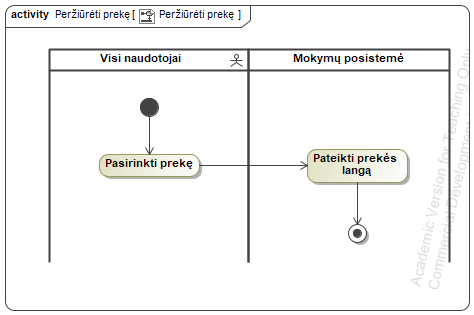 activity Peržiūrėti prekę [ Peržiūrėti prekę ]
Visi naudotojai
Mokymų posistemė
Pasirinkti prekę
Pateikti prekės
langą
Academic Version for Teaching Only
Commercial Development